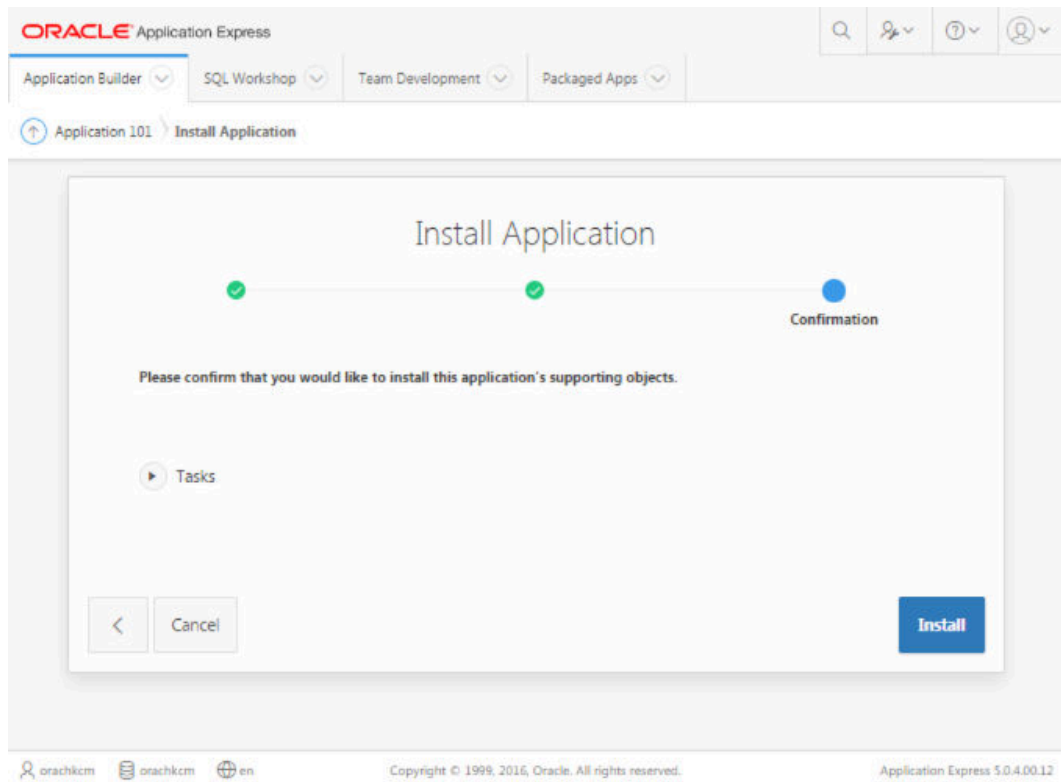 ORACLE Application Express
Application Builder SQL Workshop Team Development Packaged Apps
Application 101 Install Application
Install Application
Confirmation
Please confirm that you would like to install this application's supporting objects.
Tasks
Cancel Install
orachkcm orachkcm en Copyright © 1999, 2016, Oracle. All rights reserved. Application Express 5.0.4.00.12